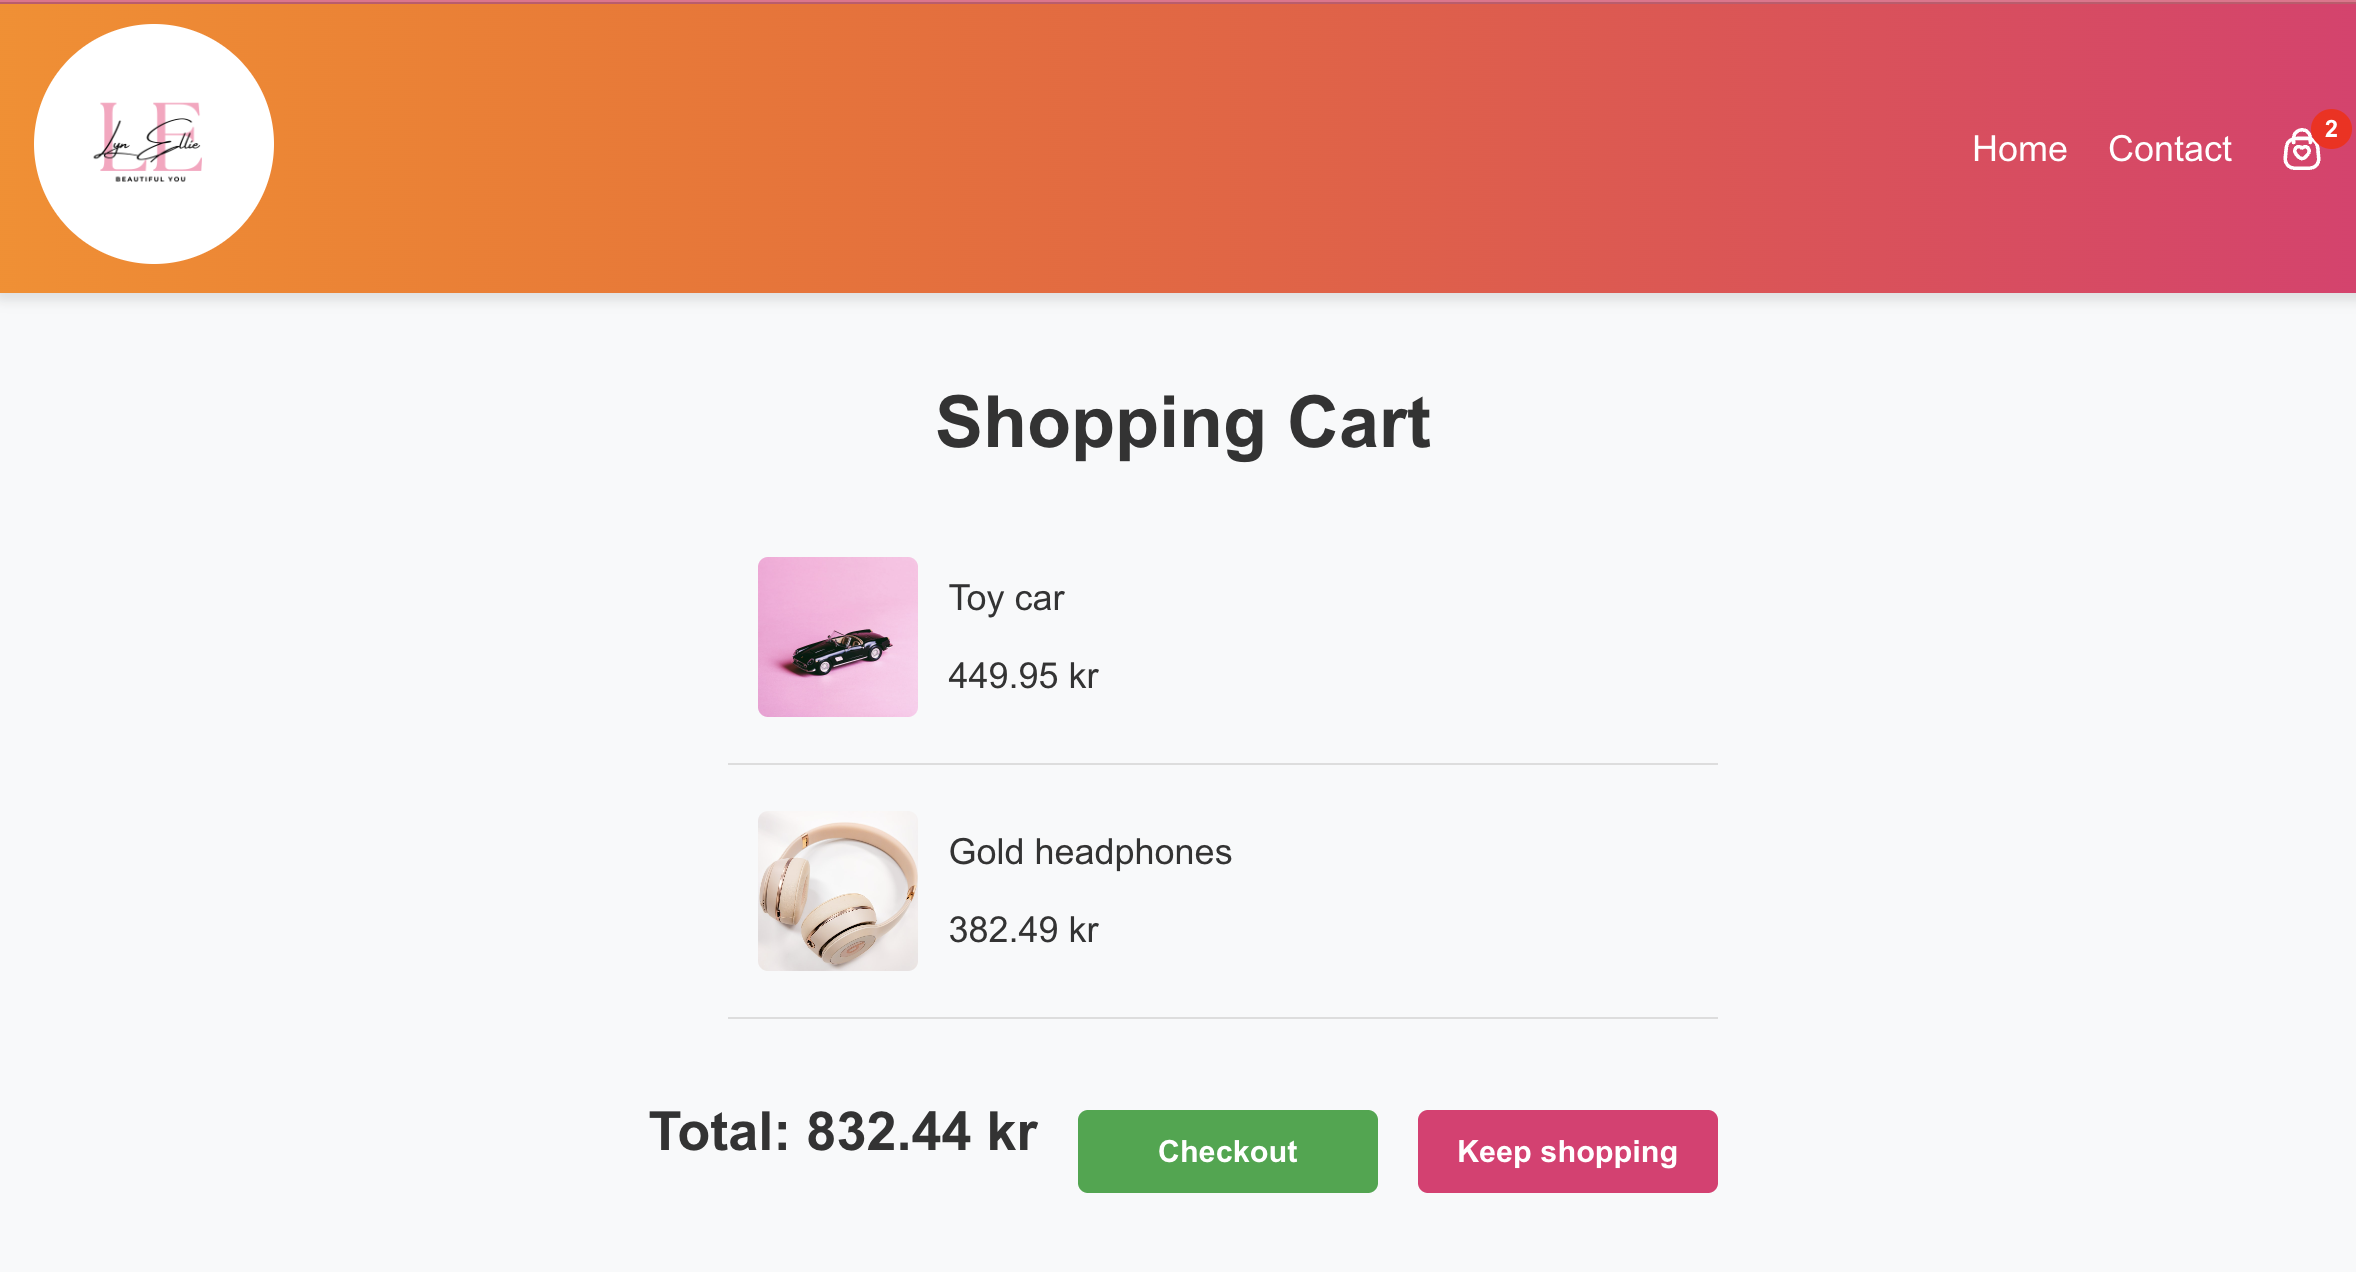 LE
Lyn Ellie
BEAUTIFUL YOU
Home
Contact
2
Shopping Cart
Toy car
449.95 kr
Gold headphones
382.49 kr
Total: 832.44 kr
Checkout
Keep shopping